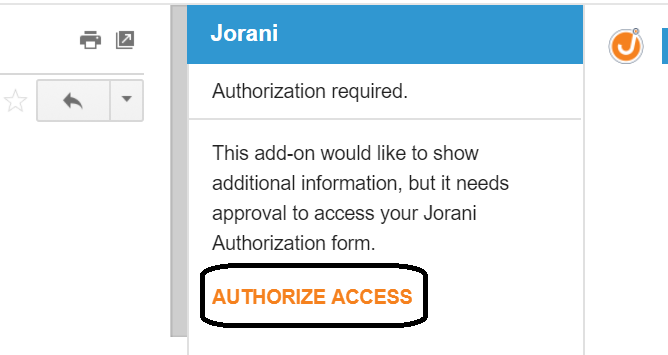 Jorani
Authorization required.
This add-on would like to show
additional information, but it needs
approval to access your Jorani
Authorization form.
AUTHORIZE ACCESS